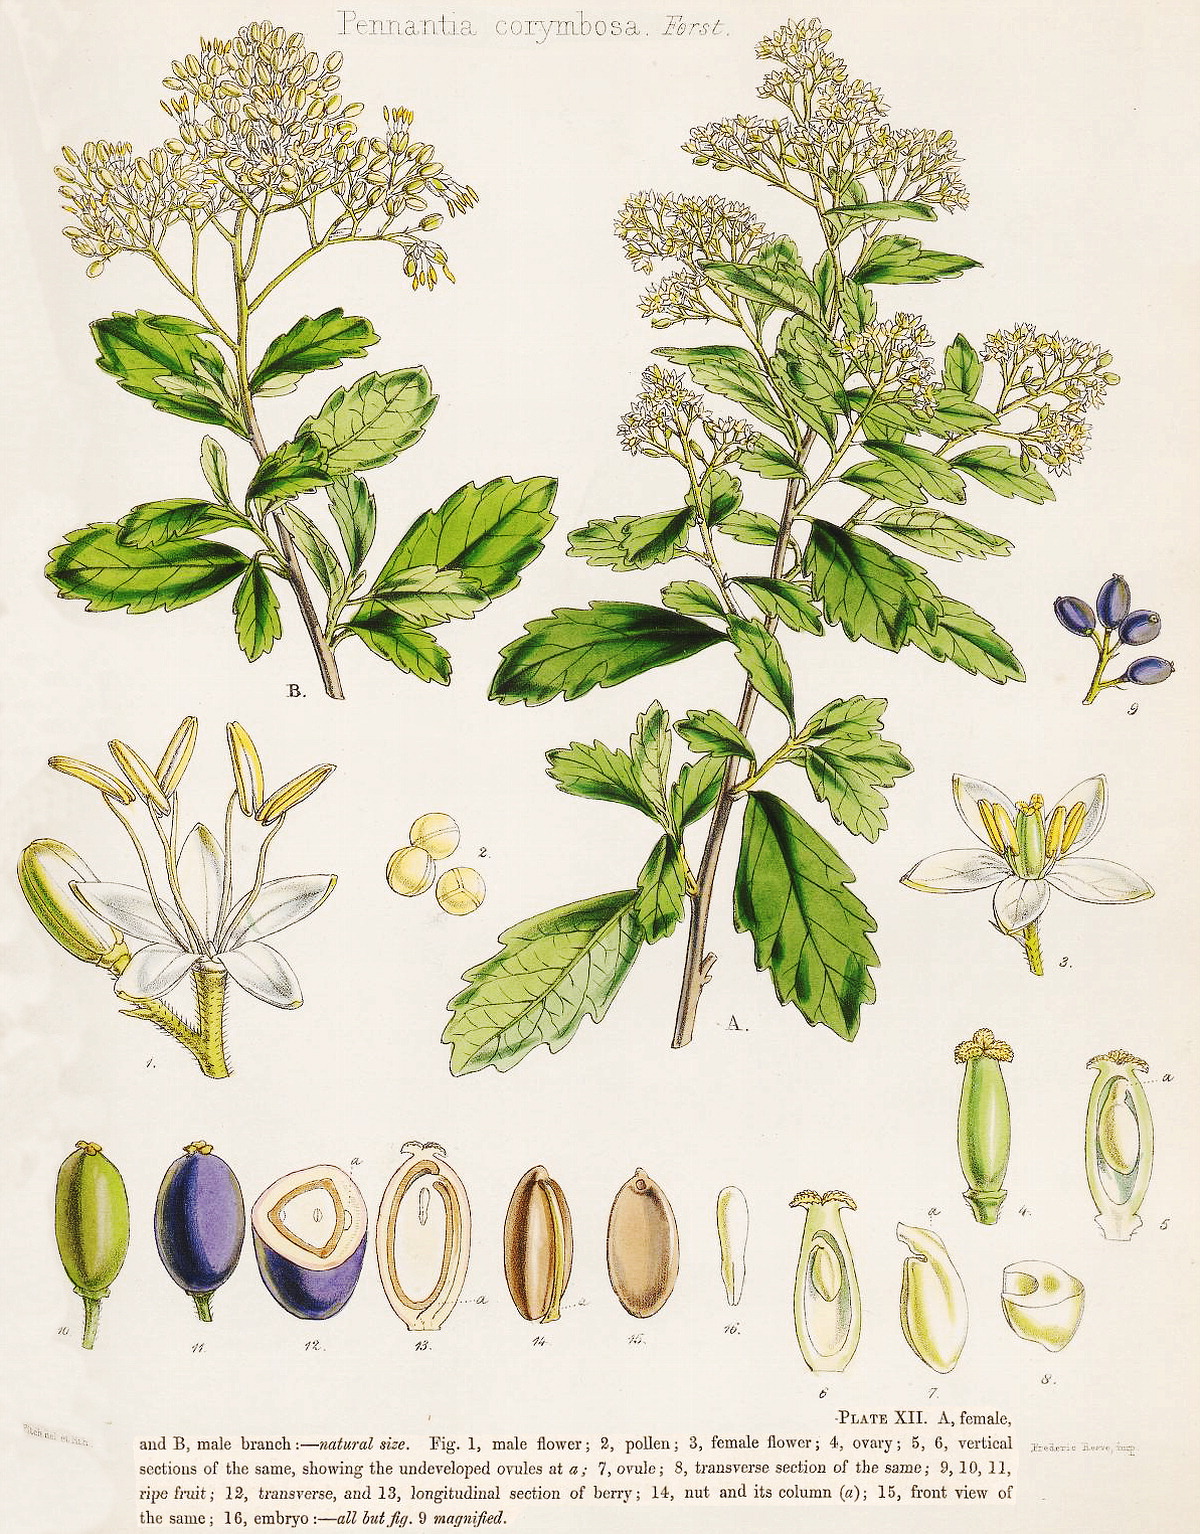 Pennantia corymbosa. Forst.
B.
9
2.
3.
A.
1.
a
4.
5
a
a
a
a
10
11.
12.
13.
14.
15.
16.
6
7.
8.
PLATE XII. A, female,
and B, male branch:—natural size. Fig. 1, male flower; 2, pollen; 3, female flower; 4, ovary; 5, 6, vertical
sections of the same, showing the undeveloped ovules at a; 7, ovule; 8, transverse section of the same; 9, 10, 11,
ripe fruit; 12, transverse, and 13, longitudinal section of berry; 14, nut and its column (a); 15, front view of
the same; 16, embryo:—all but fig. 9 magnified.
Fitch del et lith.
Frederic Reeve, imp.